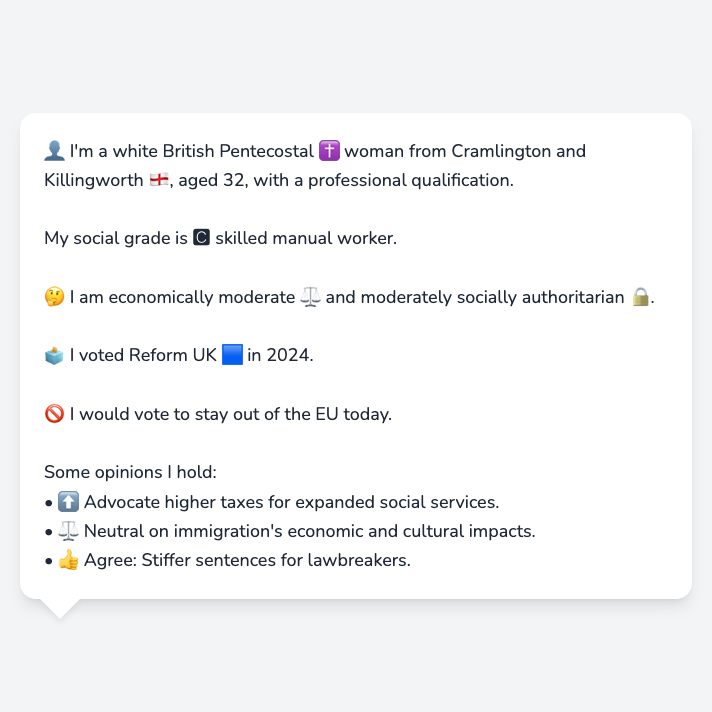 👤 I'm a white British Pentecostal ✝️ woman from Cramlington and
Killingworth 🏴󠁧󠁢󠁥󠁮󠁧󠁿, aged 32, with a professional qualification.
My social grade is 🅲 skilled manual worker.
🤔 I am economically moderate ⚖️ and moderately socially authoritarian 🔒.
🗳️ I voted Reform UK 🟦 in 2024.
🚫 I would vote to stay out of the EU today.
Some opinions I hold:
• ⬆️ Advocate higher taxes for expanded social services.
• ⚖️ Neutral on immigration's economic and cultural impacts.
• 👍 Agree: Stiffer sentences for lawbreakers.